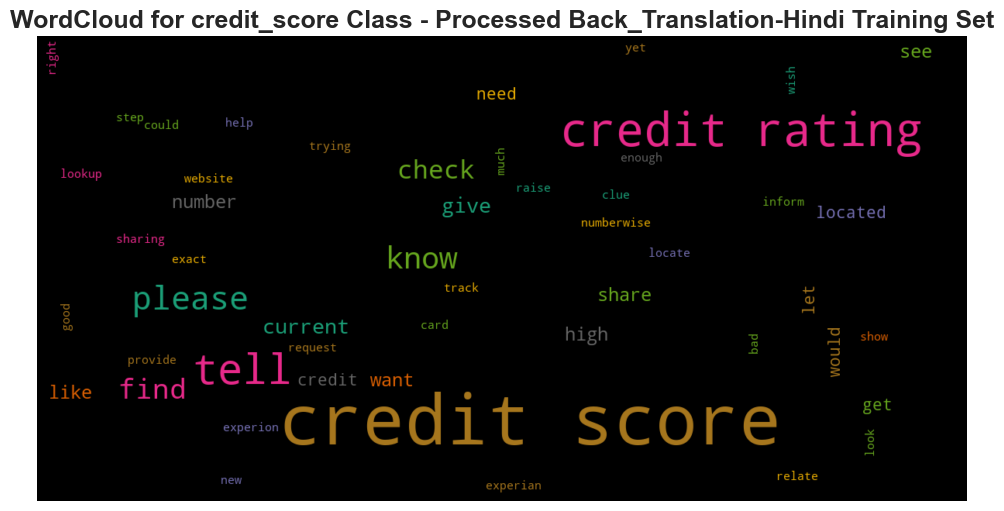 WordCloud for credit_score Class - Processed Back_Translation-Hindi Training Set
right
yet
see
wish
need
step
could
help
credit rating
trying
much
enough
check
lookup
website
raise
clue
number
give
inform
located
numberwise
sharing
exact
know
locate
track
share
let
please
good
current
card
high
would
bad
show
request
provide
tell
credit
want
find
like
get
credit score
experion
look
new
experian
relate